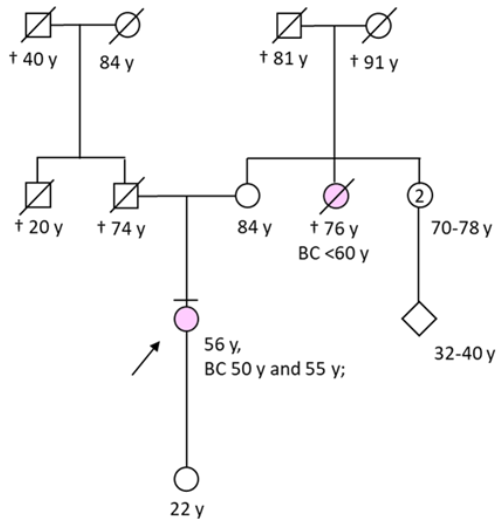 † 40 y
84 y
† 81 y
† 91 y
† 20 y
† 74 y
84 y
† 76 y
BC <60 y
2
70-78 y
32-40 y
56 y,
BC 50 y and 55 y;
22 y